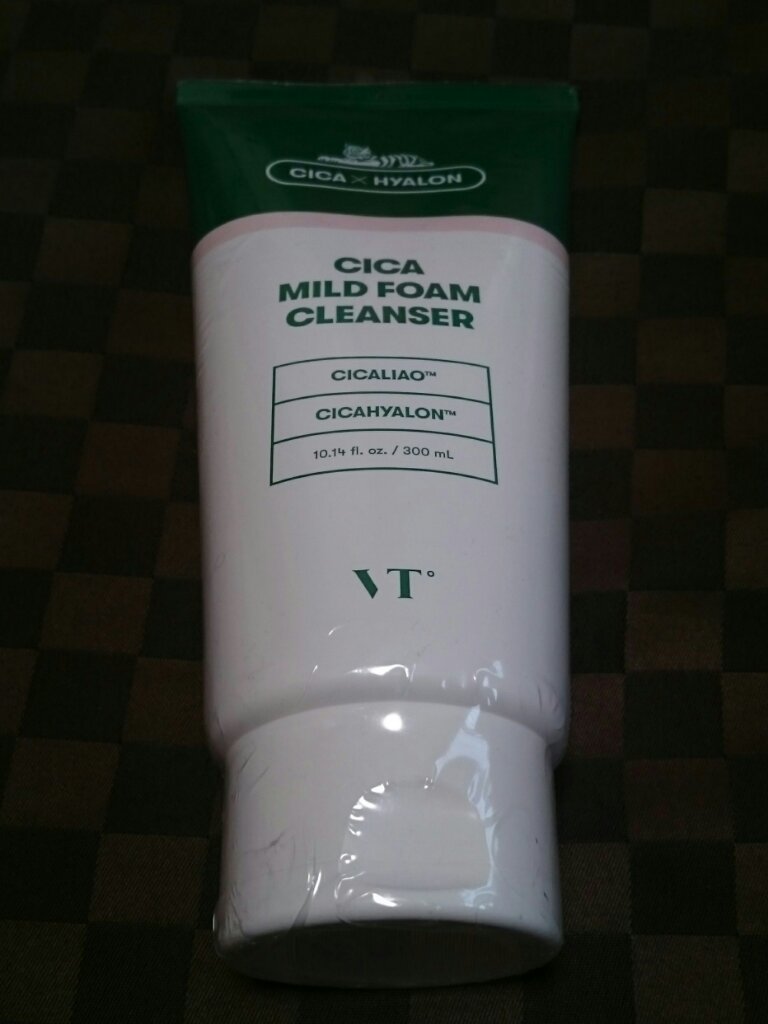 CICA × HYALON
CICA
MILD FOAM
CLEANSER
CICALIAO™
CICAHYALON™
10.14 fl. oz. / 300 mL
VT°